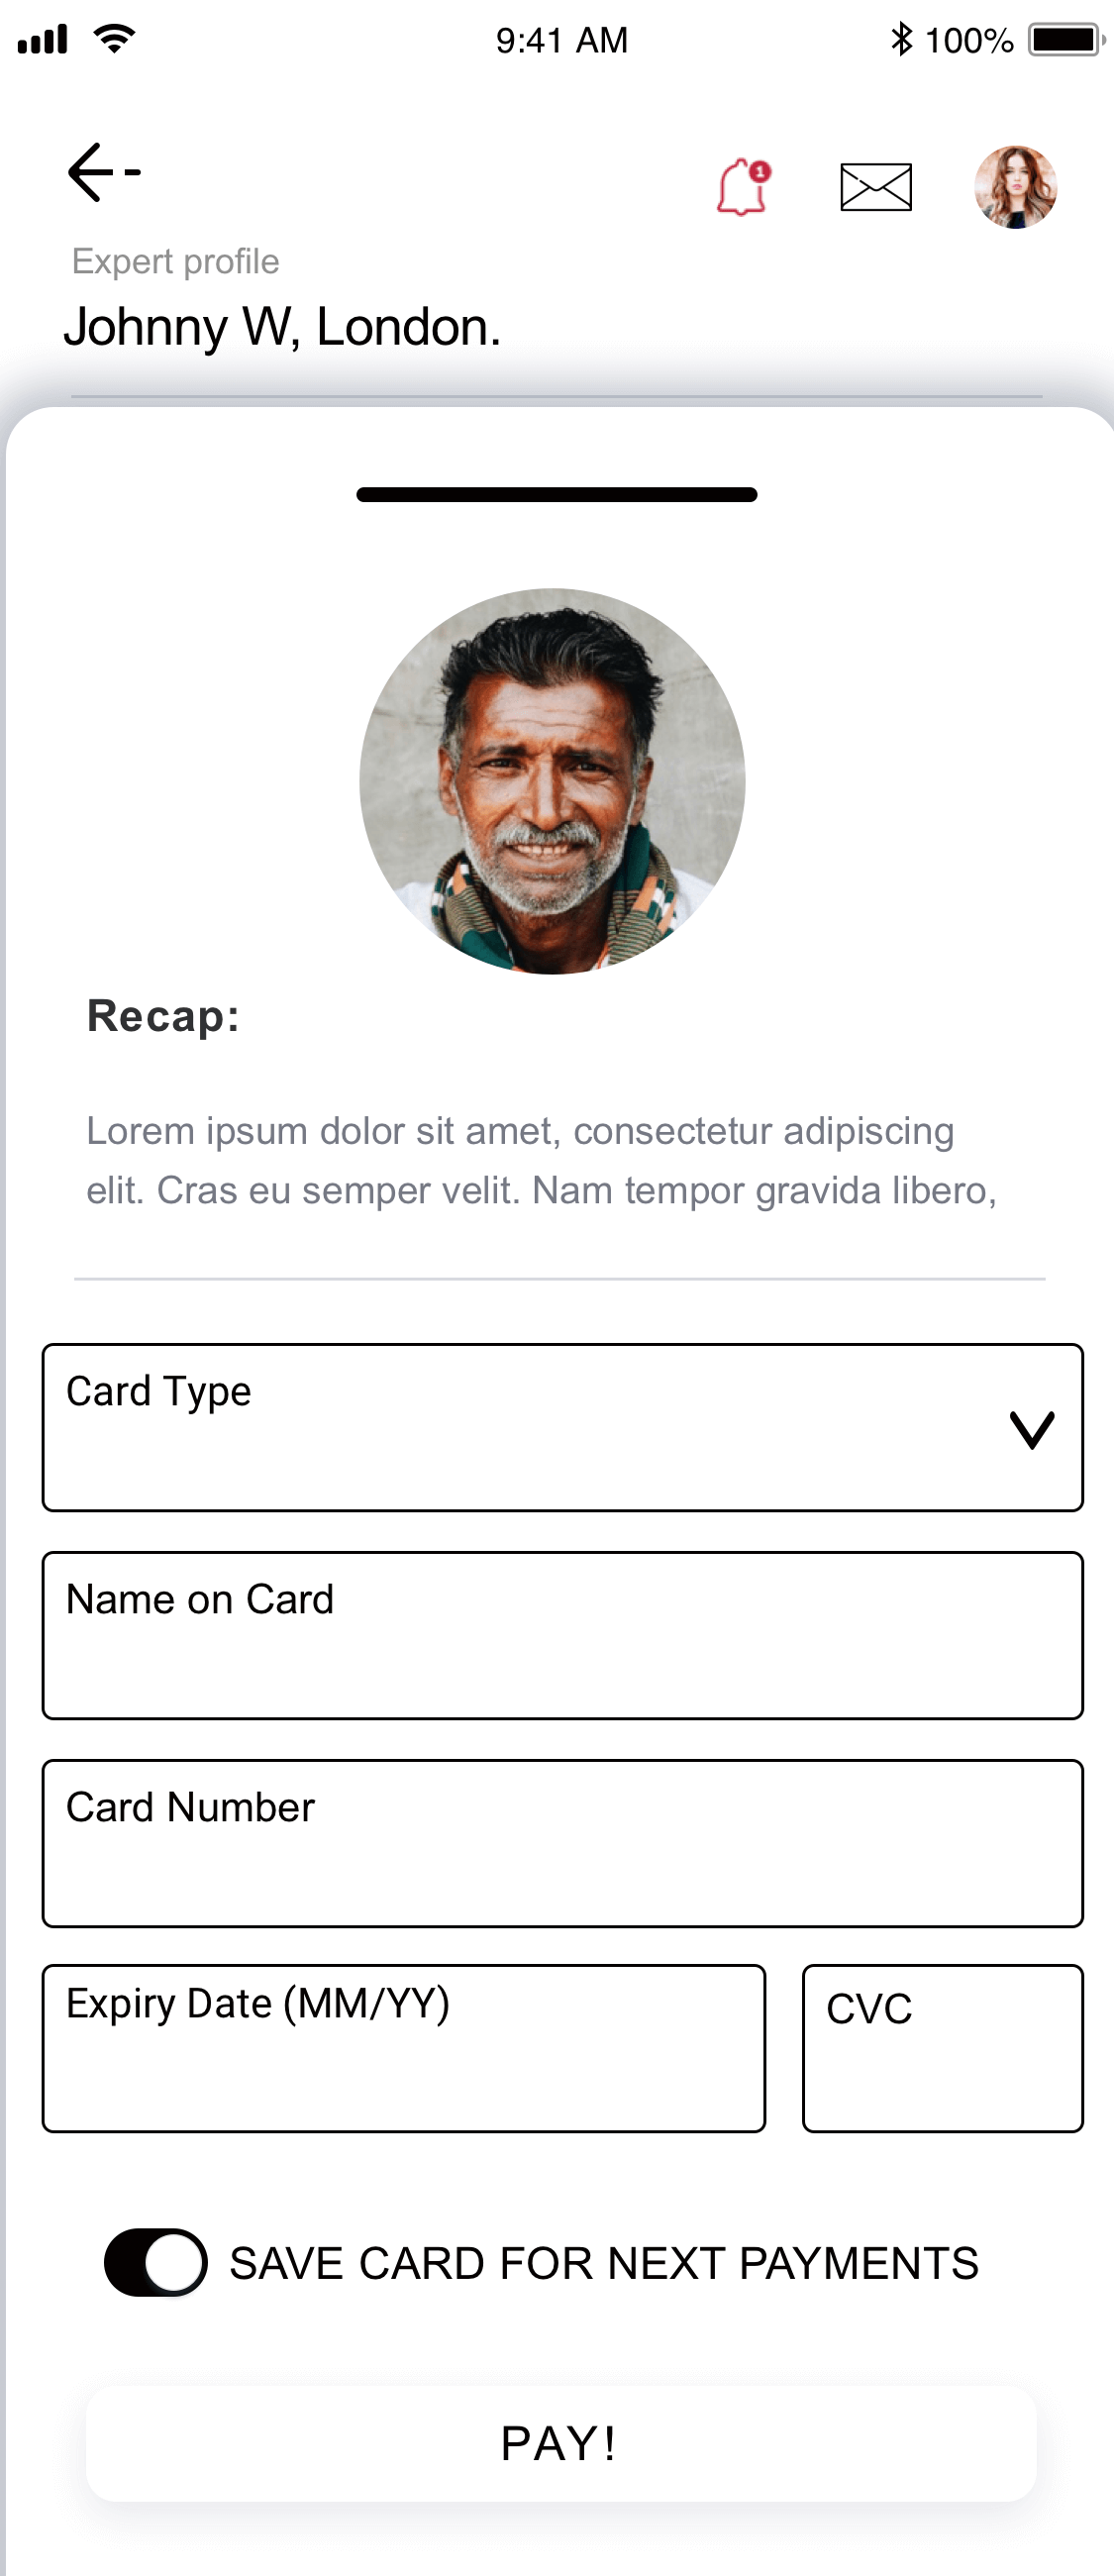 9:41 AM
100%
1
Expert profile
Johnny W, London.
Recap:
Lorem ipsum dolor sit amet, consectetur adipiscing
elit. Cras eu semper velit. Nam tempor gravida libero,
Card Type
Name on Card
Card Number
Expiry Date (MM/YY)
CVC
SAVE CARD FOR NEXT PAYMENTS
PAY!